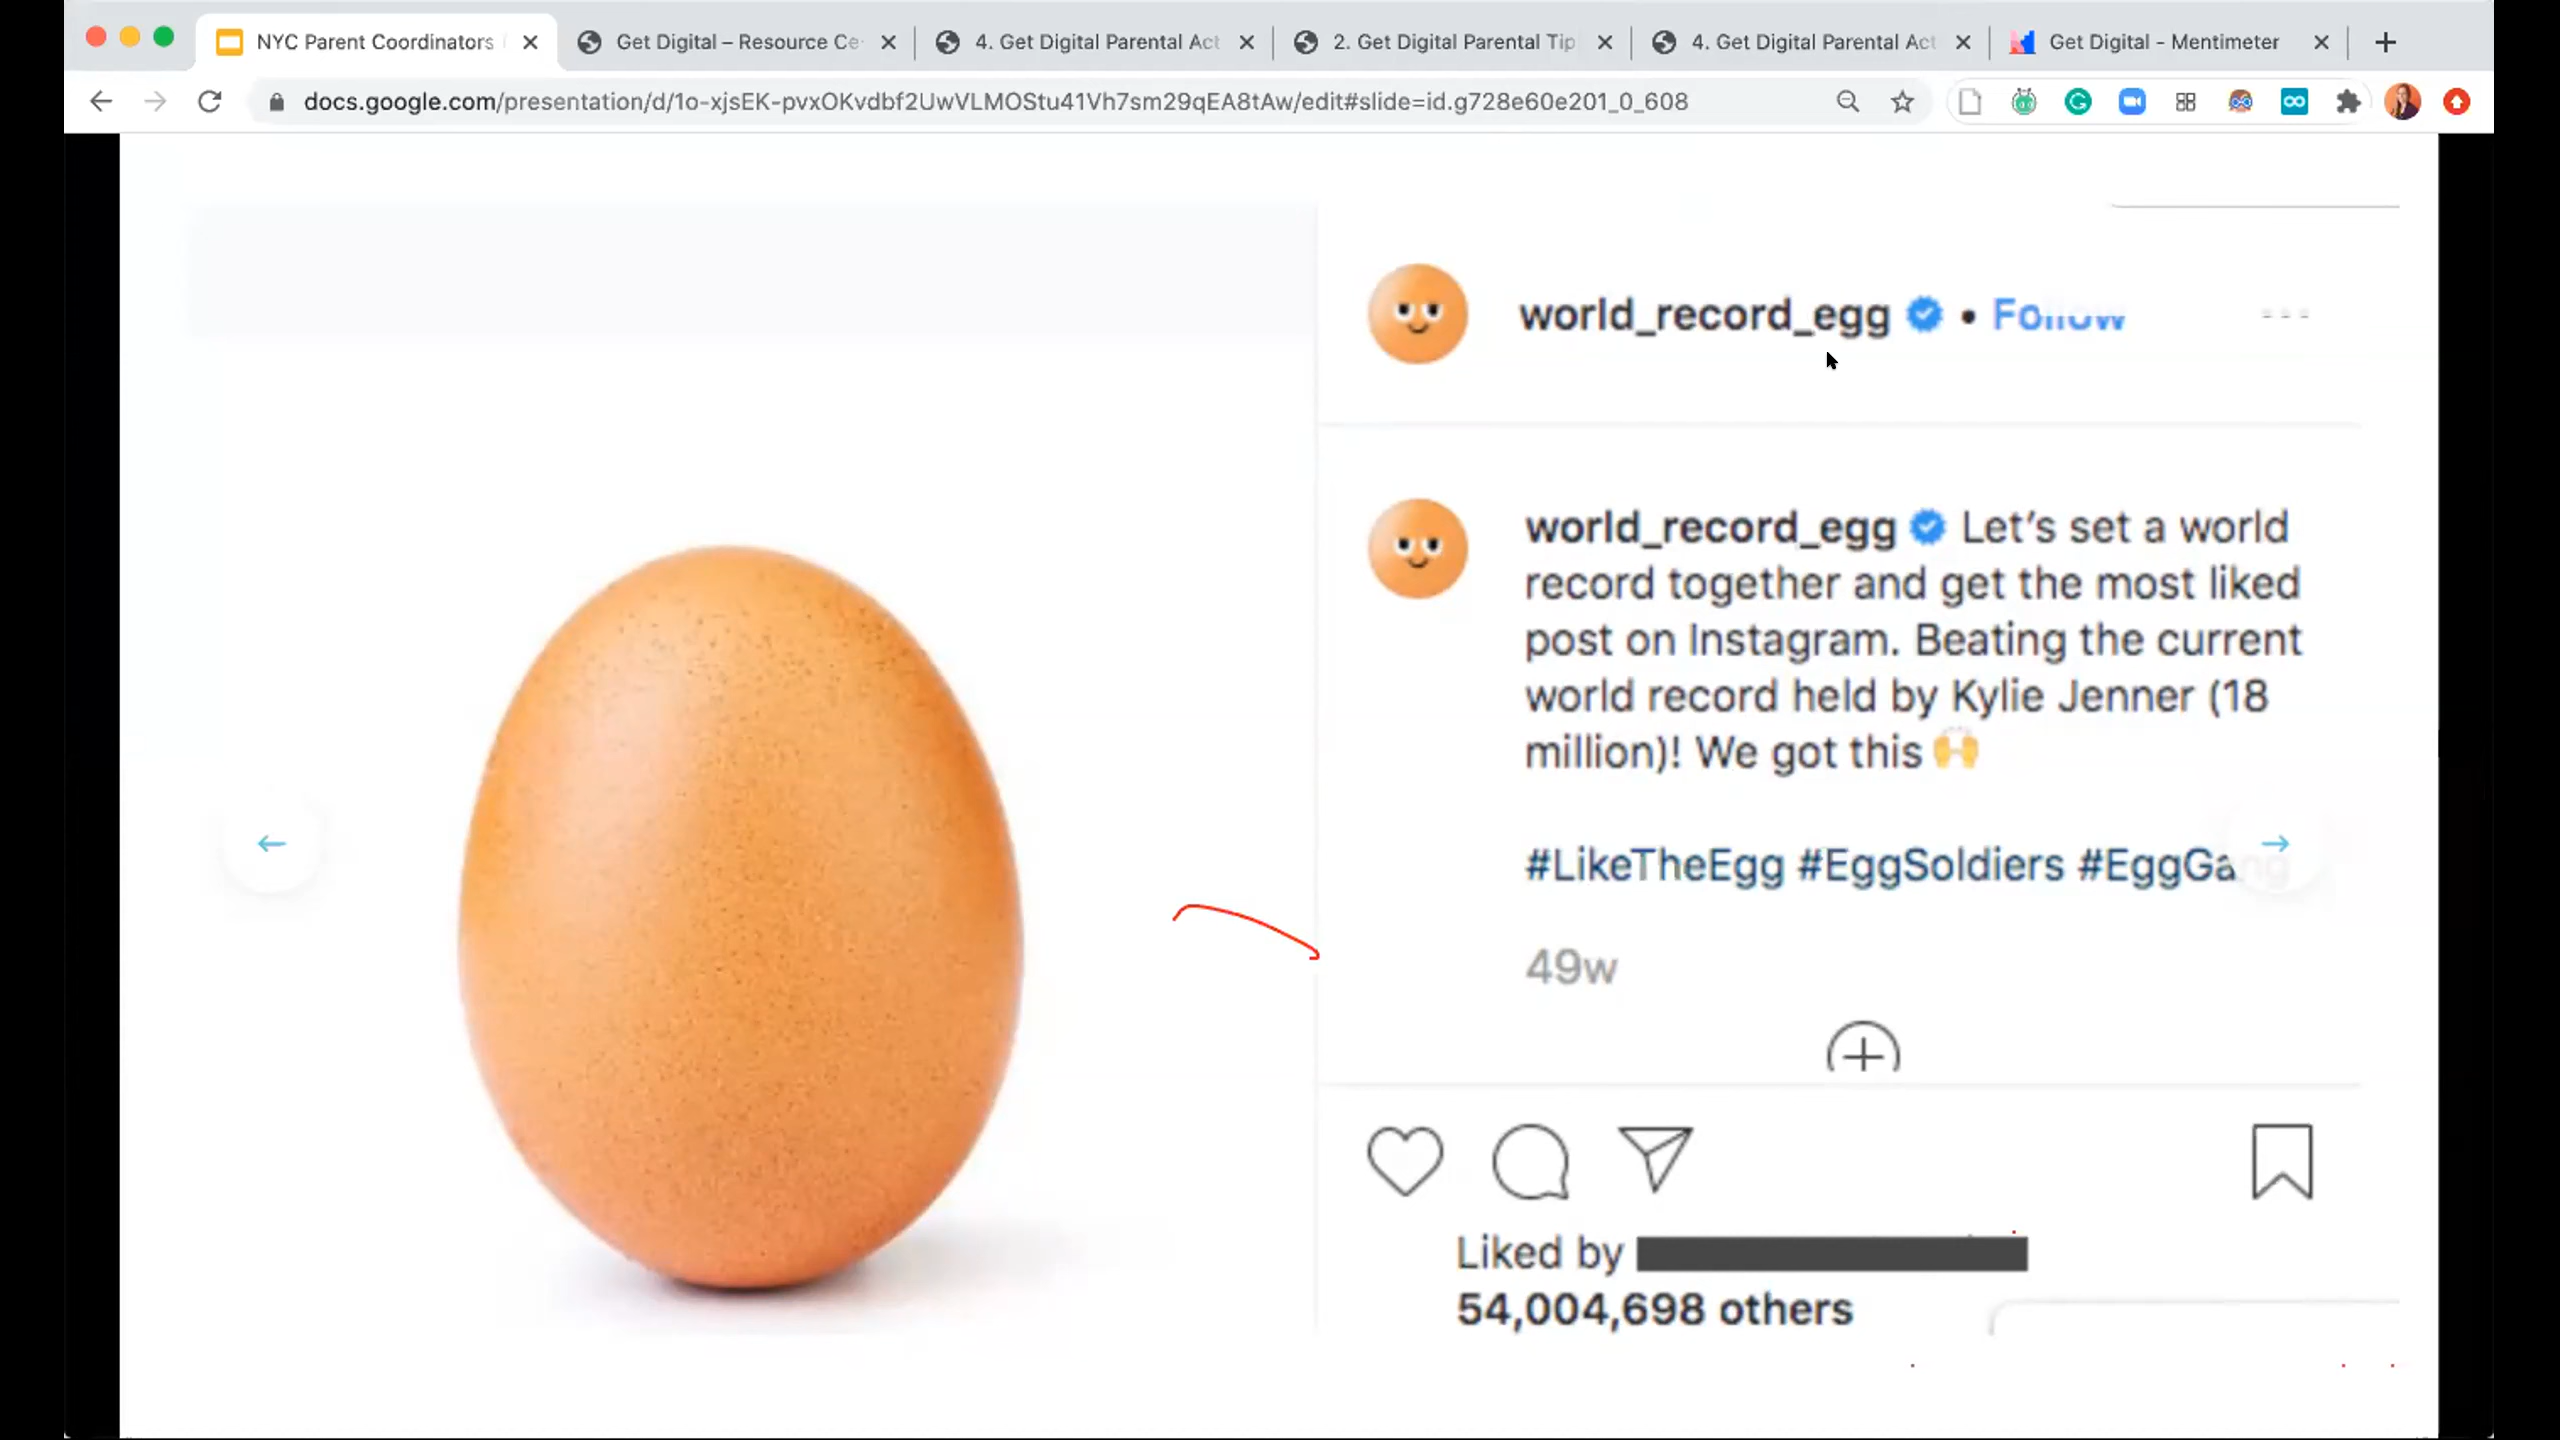 NYC Parent Coordinators
Get Digital – Resource Ce
4. Get Digital Parental Act
2. Get Digital Parental Tip
4. Get Digital Parental Act
Get Digital - Mentimeter
docs.google.com/presentation/d/1o-xjsEK-pvxOKvdbf2UwVLMOStu41Vh7sm29qEA8tAw/edit#slide=id.g728e60e201_0_608
world_record_egg • Follow
world_record_egg Let's set a world
record together and get the most liked
post on Instagram. Beating the current
world record held by Kylie Jenner (18
million)! We got this 🙌
#LikeTheEgg #EggSoldiers #EggGang
49w
Liked by
54,004,698 others